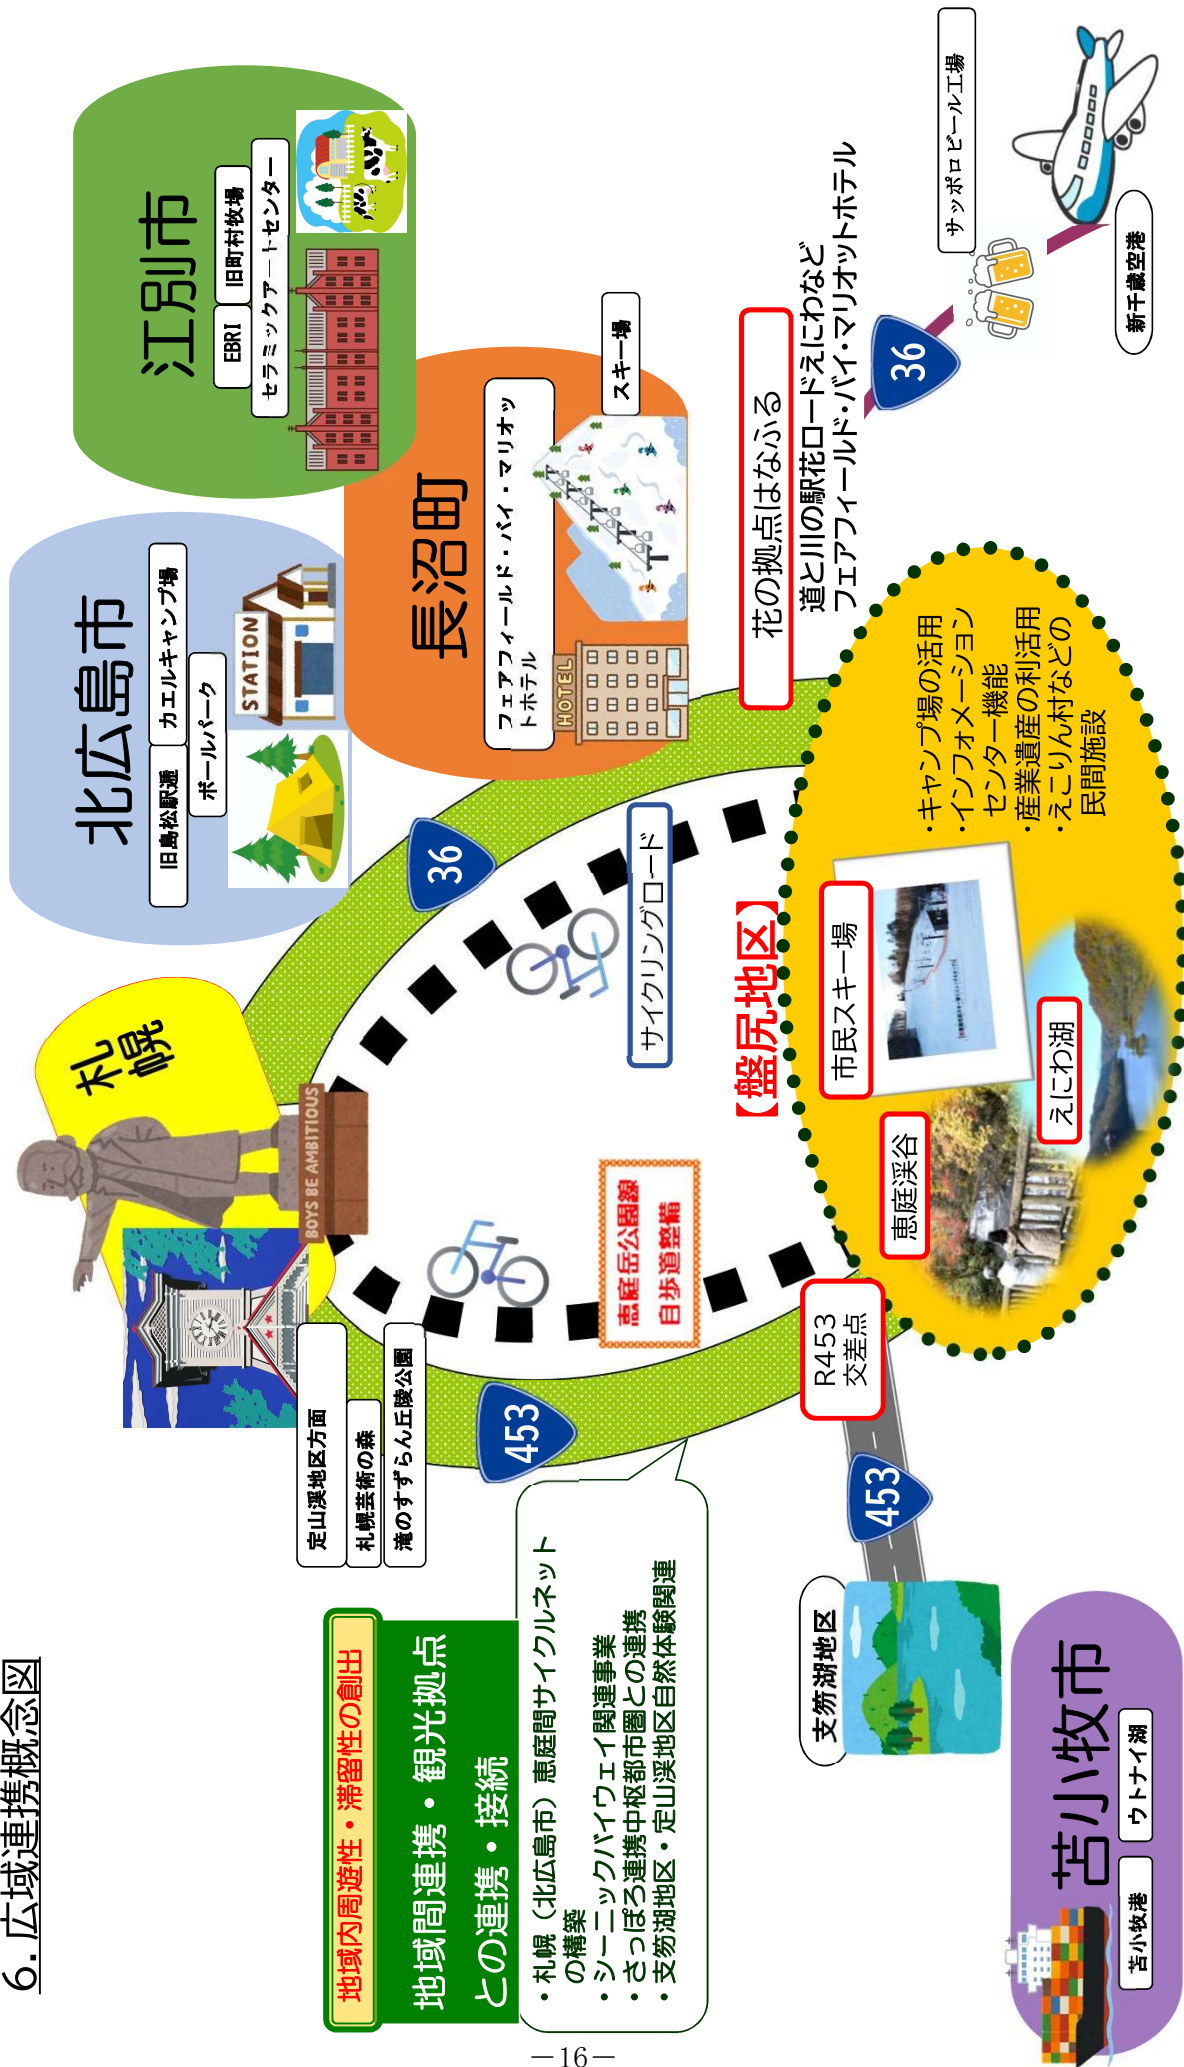 6. 広域連携概念図
地域内周遊性・滞留性の創出
地域間連携・観光拠点
との連携・接続
・札幌（北広島市）恵庭間サイクルネット
の構築
・シーニックバイウェイ関連事業
・さっぽろ連携中枢都市圏との連携
・支笏湖地区・定山渓地区自然体験関連
定山渓地区方面
札幌芸術の森
滝のすずらん丘陵公園
453
札幌
BOYS BE AMBITIOUS
北広島市
旧島松駅逓
カエルキャンプ場
ボールパーク
STATION
江別市
EBRI
旧町村牧場
セラミックアートセンター
長沼町
フェアフィールド・バイ・マリオッ
トホテル
HOTEL
スキー場
36
サイクリングロード
恵庭岳公園線
自歩道整備
花の拠点はなふる
道と川の駅花ロードえにわなど
フェアフィールド・バイ・マリオットホテル
36
サッポロビール工場
新千歳空港
【盤尻地区】
R453
交差点
恵庭渓谷
市民スキー場
えにわ湖
・キャンプ場の活用
・インフォメーション
センター機能
・産業遺産の利活用
・えこりん村などの
民間施設
453
支笏湖地区
苫小牧市
苫小牧港
ウトナイ湖
－16－